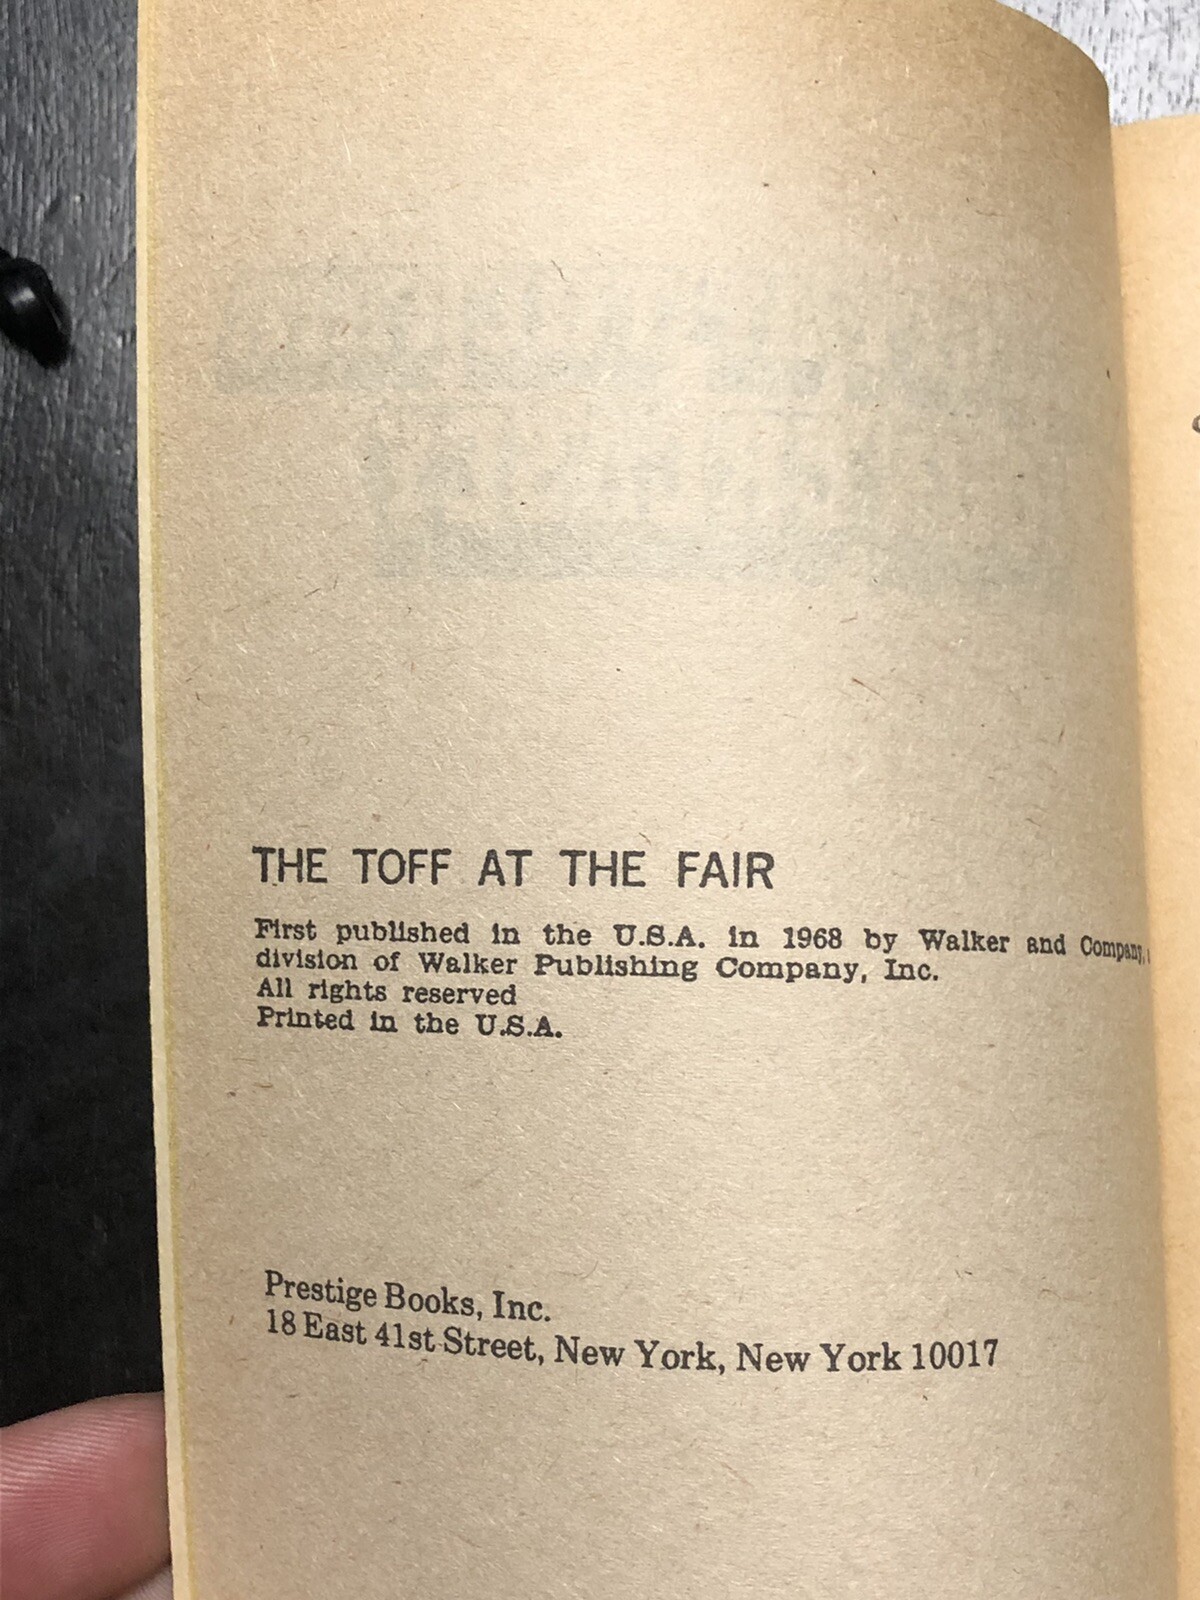 THE TOFF AT THE FAIR
First published in the U.S.A. in 1968 by Walker and Company,
division of Walker Publishing Company, Inc.
All rights reserved
Printed in the U.S.A.
Prestige Books, Inc.
18 East 41st Street, New York, New York 10017